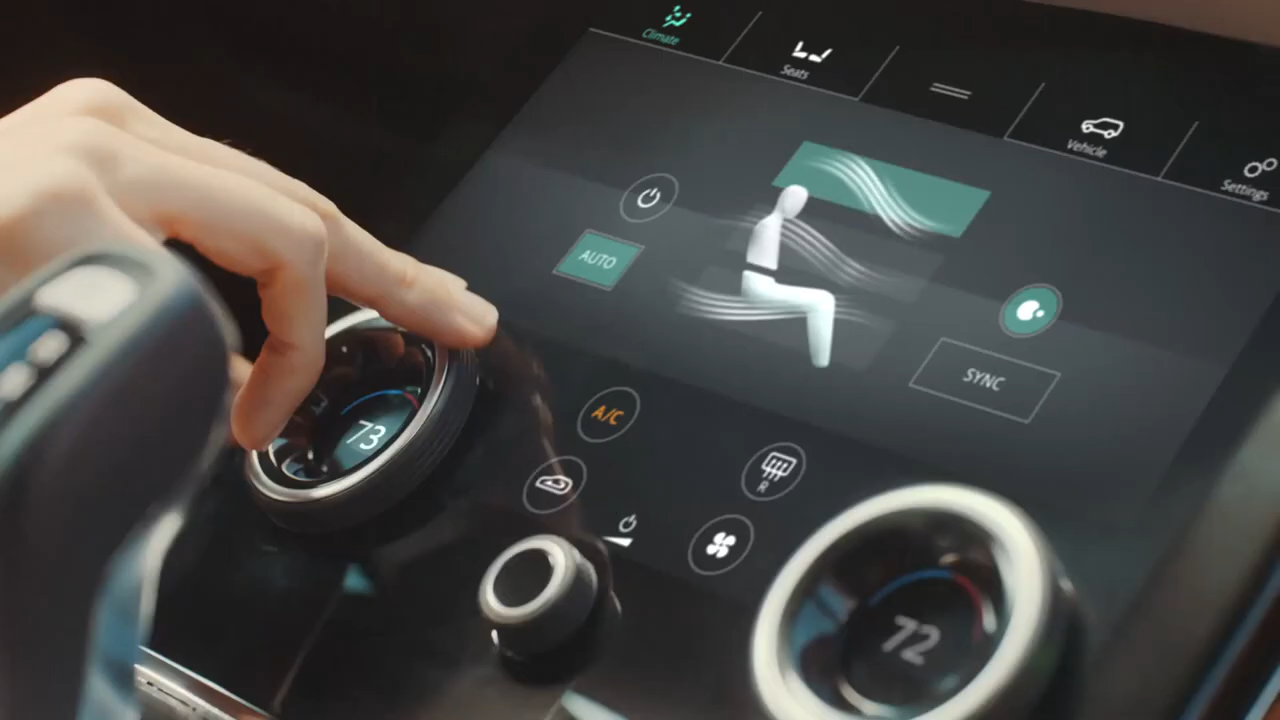 Climate
Seats
Vehicle
Settings
AUTO
SYNC
A/C
73
R
72